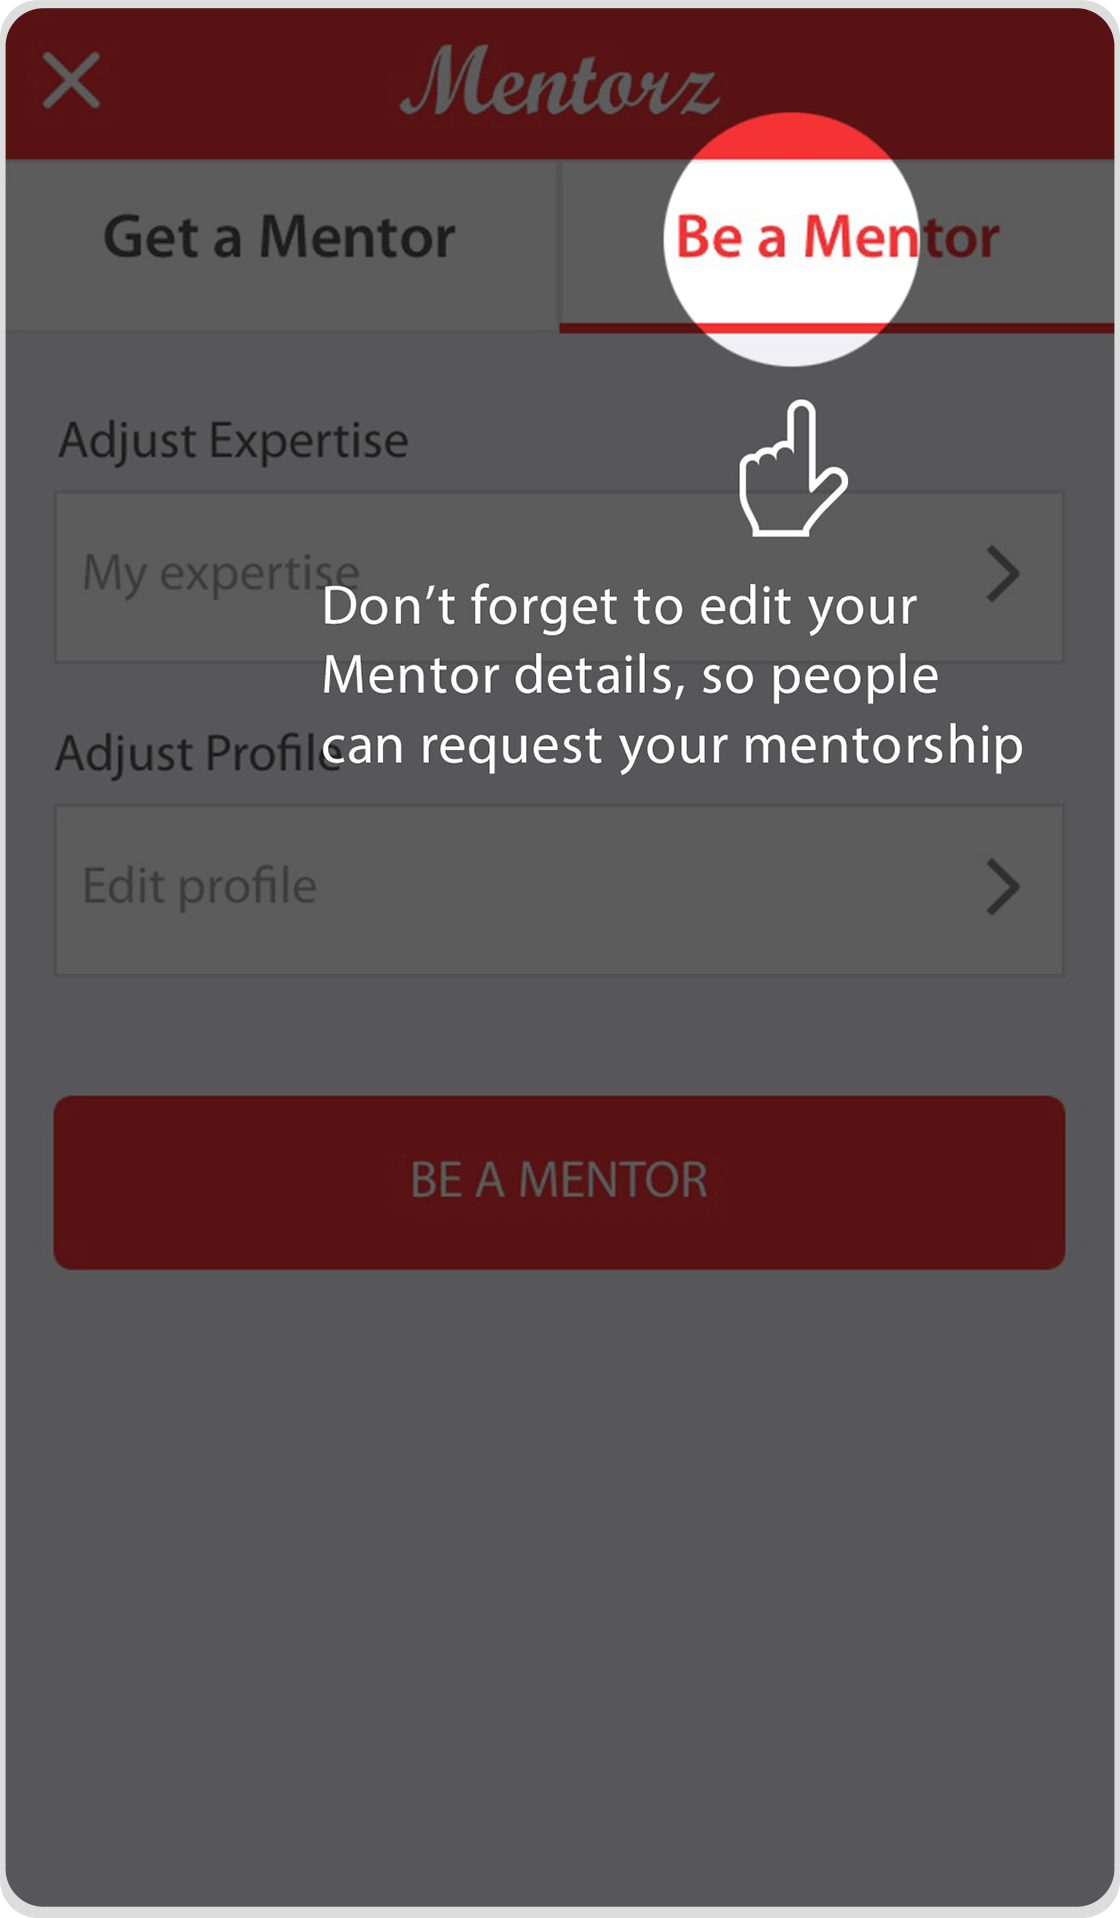 Mentorz
Get a Mentor
Be a Mentor
Adjust Expertise
My expertise
Don’t forget to edit your
Mentor details, so people
can request your mentorship
Adjust Profile
Edit profile
BE A MENTOR